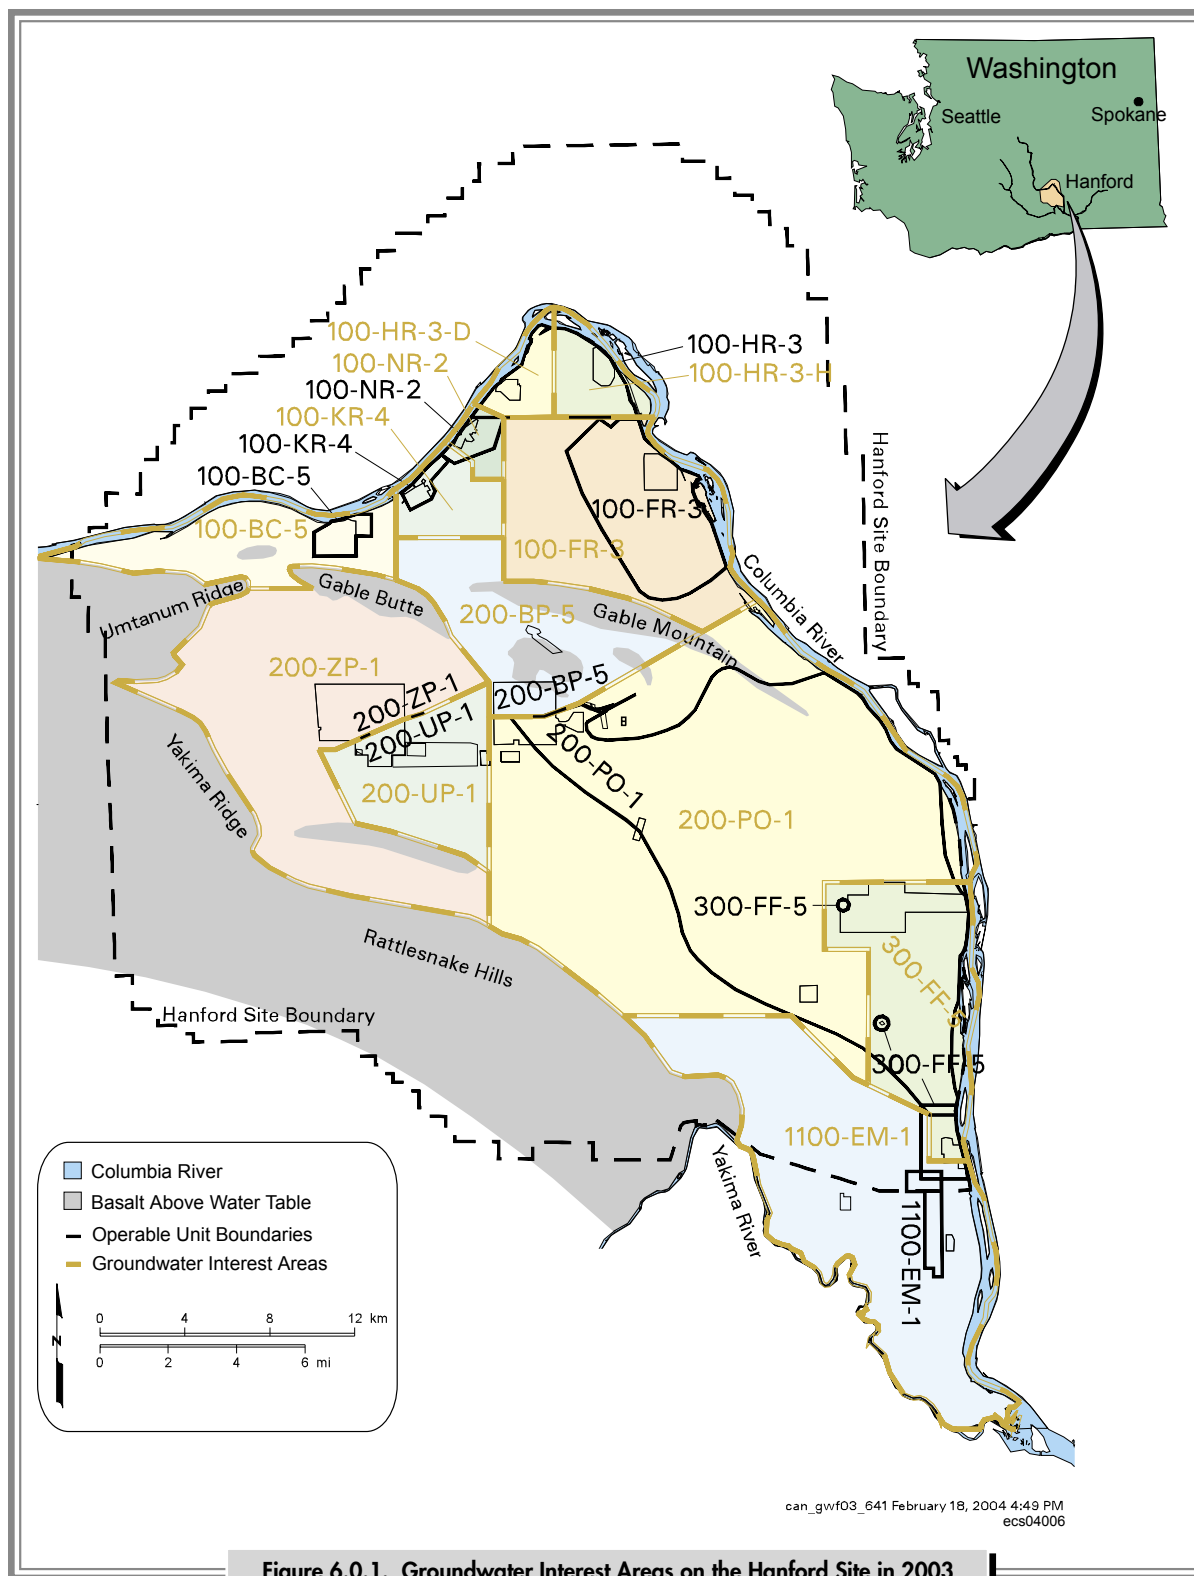 Washington
Seattle
Spokane
Hanford
100-HR-3-D
100-NR-2
100-NR-2
100-KR-4
100-KR-4
100-BC-5
100-BC-5
100-HR-3
100-HR-3-H
Hanford Site Boundary
100-FR-3
100-FR-3
Columbia River
Umtanum Ridge
Gable Butte
200-BP-5
Gable Mountain
200-ZP-1
200-ZP-1
200-BP-5
200-UP-1
200-PO-1
Yakima Ridge
200-UP-1
200-PO-1
300-FF-5
300-FF-5
Rattlesnake Hills
Hanford Site Boundary
300-FF-5
1100-EM-1
Yakima River
1100-EM-1
Columbia River
Basalt Above Water Table
Operable Unit Boundaries
Groundwater Interest Areas
N
0 4 8 12 km
0 2 4 6 mi
can_gwf03_641 February 18, 2004 4:49 PM
ecs04006
Figure 6.0.1. Groundwater Interest Areas on the Hanford Site in 2003